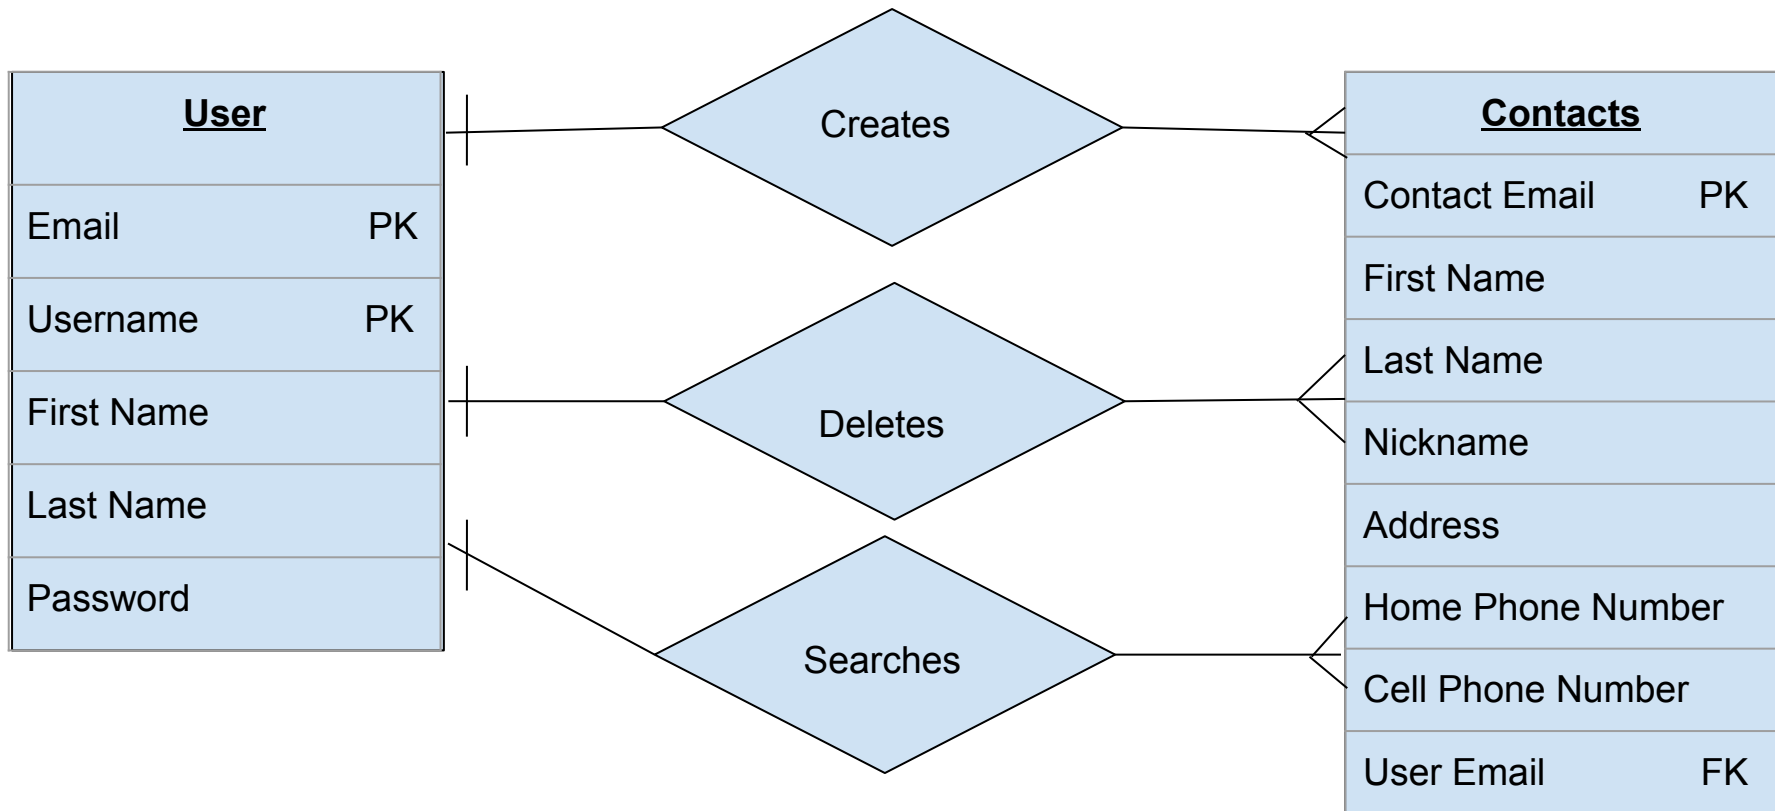 User
Email PK
Username PK
First Name
Last Name
Password
Creates
Deletes
Searches
Contacts
Contact Email PK
First Name
Last Name
Nickname
Address
Home Phone Number
Cell Phone Number
User Email FK